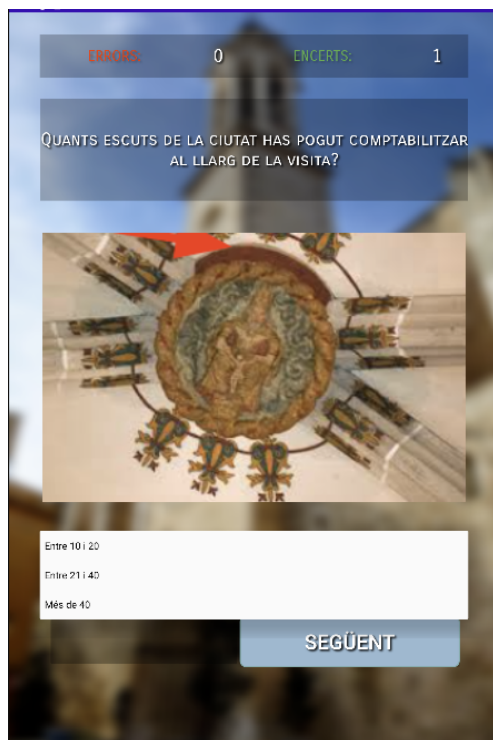 ERRORS: 0 ENCERTS: 1
QUANTS ESCUTS DE LA CIUTAT HAS POGUT COMPTABILITZAR
AL LLARG DE LA VISITA?
Entre 10 i 20
Entre 21 i 40
Més de 40
SEGÜENT